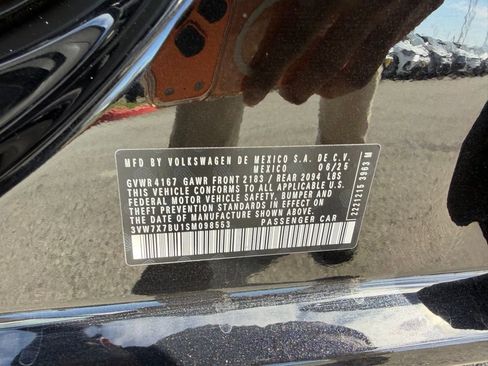 MFD BY VOLKSWAGEN DE MEXICO S.A. DE C.V.
MEXICO 06/25
GVWR 4167 GAWR FRONT 2183 / REAR 2094 LBS
THIS VEHICLE CONFORMS TO ALL APPLICABLE U.S.
FEDERAL MOTOR VEHICLE SAFETY, BUMPER AND
THEFT PREVENTION STANDARDS IN EFFECT ON THE
DATE OF MANUFACTURE SHOWN ABOVE.
3VW7X7BU1SM098553 PASSENGER CAR
2221215 3963 M